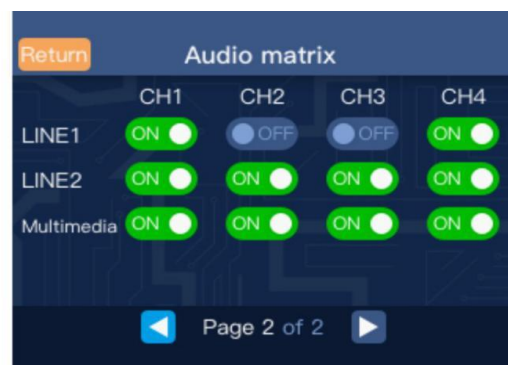 Return Audio matrix
CH1 CH2 CH3 CH4
LINE1 ON OFF OFF ON
LINE2 ON ON ON ON
Multimedia ON ON ON ON
Page 2 of 2